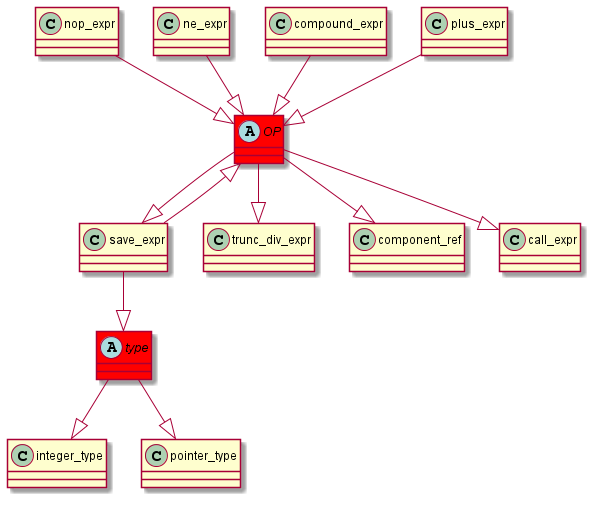 C nop_expr
C ne_expr
C compound_expr
C plus_expr
A OP
C save_expr
C trunc_div_expr
C component_ref
C call_expr
A type
C integer_type
C pointer_type